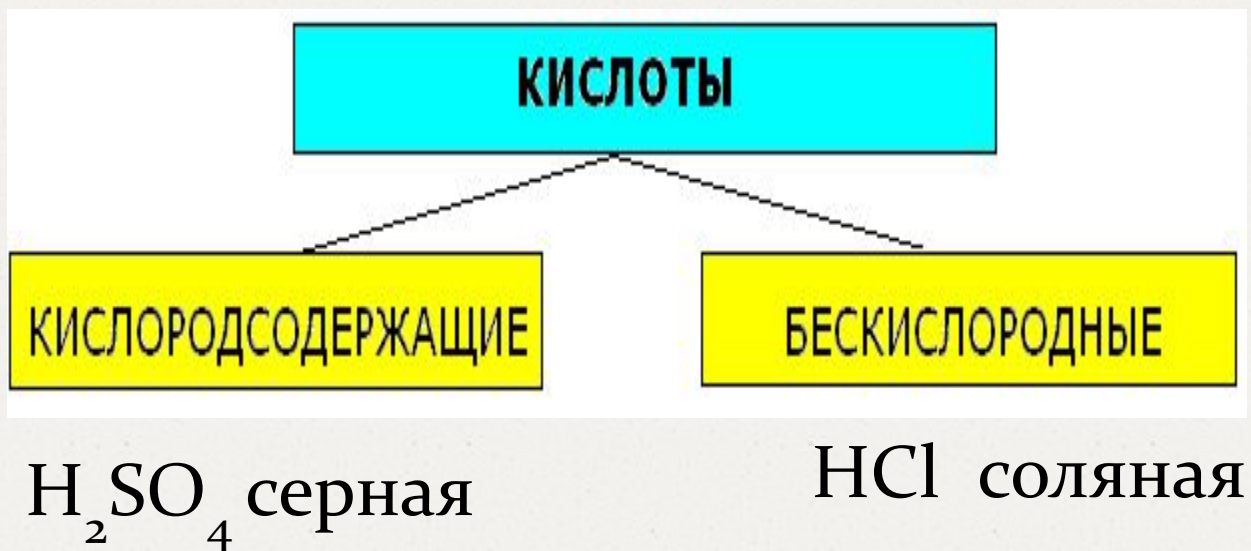 КИСЛОТЫ
КИСЛОРОДСОДЕРЖАЩИЕ
БЕСКИСЛОРОДНЫЕ
H₂SO₄ серная
HCl соляная